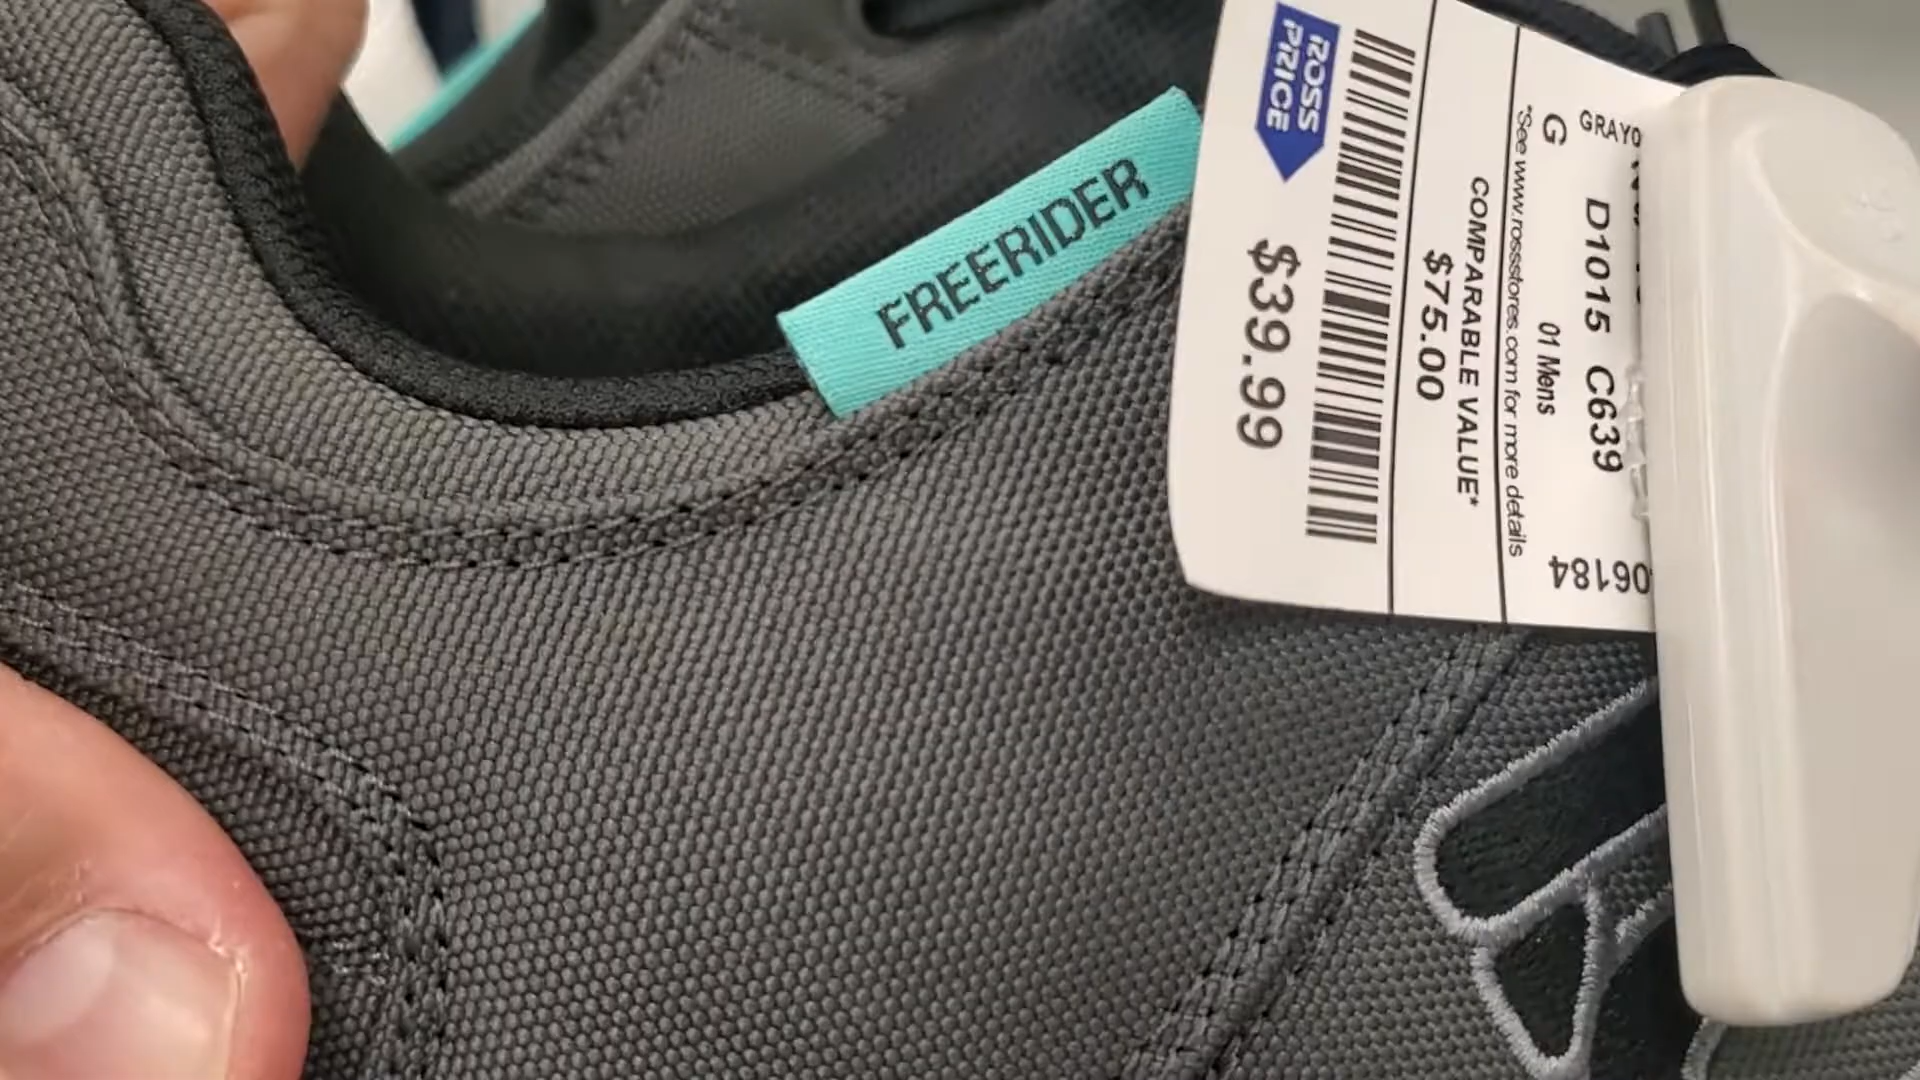 FREERIDER
ROSS
PRICE
$39.99
COMPARABLE VALUE*
$75.00
*See www.rossstores.com for more details
G
01 Mens
GRAYO
D1015 C639
06184